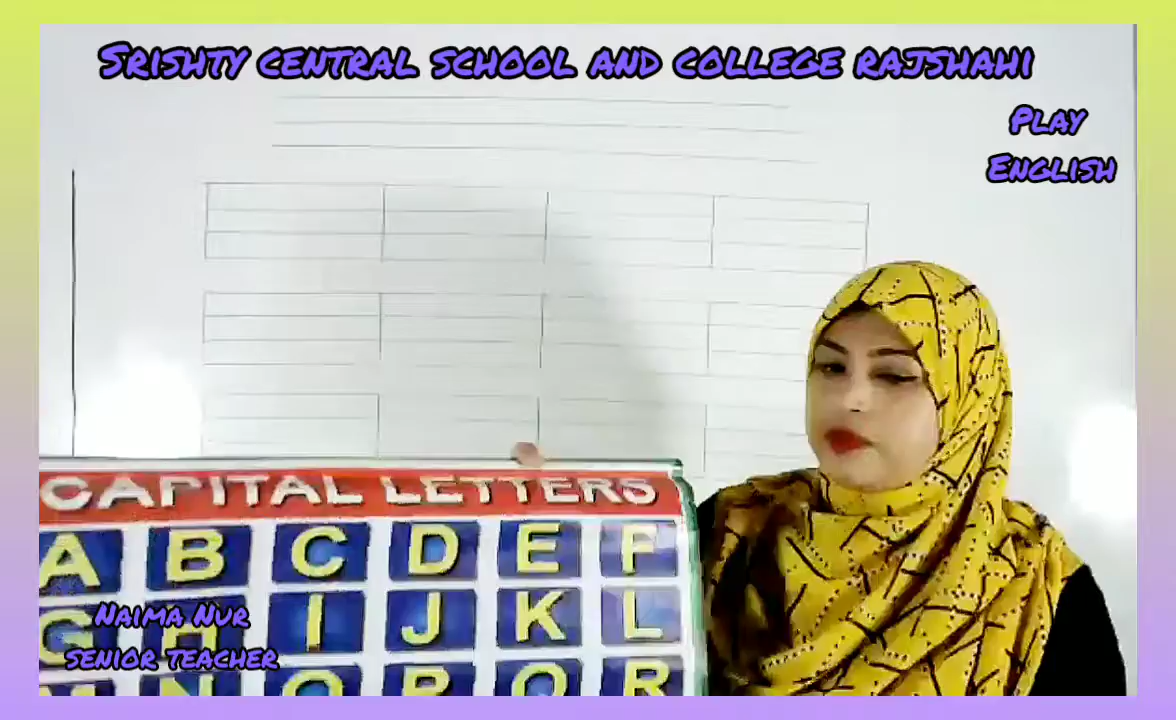 Srishty central school and college rajshahi
Play
English
CAPITAL LETTERS
A B C D E F
G H I J K L
M N O P Q R
Naima Nur
senior teacher